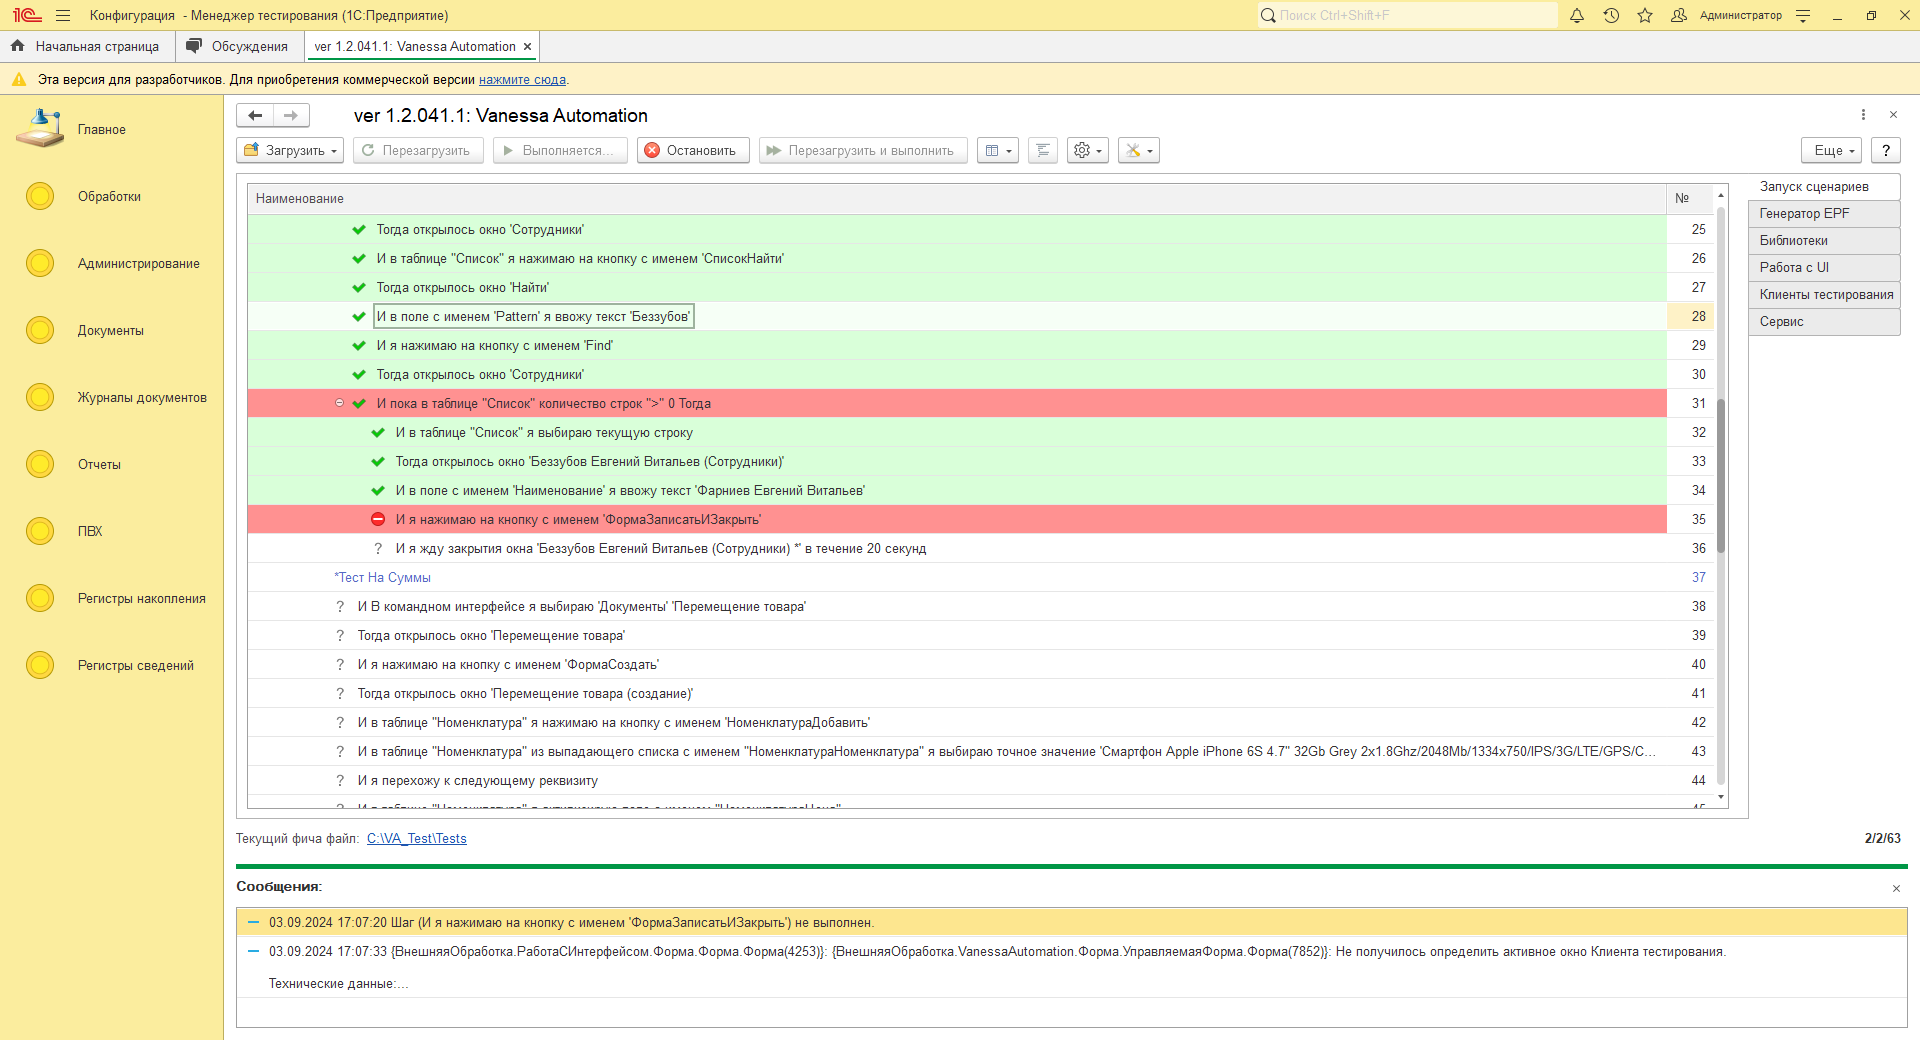 Конфигурация - Менеджер тестирования (1С:Предприятие)
Поиск Ctrl+Shift+F
Администратор
Начальная страница
Обсуждения
ver 1.2.041.1: Vanessa Automation ×
Эта версия для разработчиков. Для приобретения коммерческой версии нажмите сюда.
Главное
Обработки
Администрирование
Документы
Журналы документов
Отчеты
ПВХ
Регистры накопления
Регистры сведений
ver 1.2.041.1: Vanessa Automation
Загрузить
Перезагрузить
Выполняется...
Остановить
Перезагрузить и выполнить
Еще
?
Наименование №
Тогда открылось окно 'Сотрудники' 25
И в таблице "Список" я нажимаю на кнопку с именем 'СписокНайти' 26
Тогда открылось окно 'Найти' 27
И в поле с именем 'Pattern' я ввожу текст 'Беззубов' 28
И я нажимаю на кнопку с именем 'Find' 29
Тогда открылось окно 'Сотрудники' 30
И пока в таблице "Список" количество строк ">" 0 Тогда 31
И в таблице "Список" я выбираю текущую строку 32
Тогда открылось окно 'Беззубов Евгений Витальев (Сотрудники)' 33
И в поле с именем 'Наименование' я ввожу текст 'Фарниев Евгений Витальев' 34
И я нажимаю на кнопку с именем 'ФормаЗаписатьИЗакрыть' 35
? И я жду закрытия окна 'Беззубов Евгений Витальев (Сотрудники) *' в течение 20 секунд 36
*Тест На Суммы 37
? И В командном интерфейсе я выбираю 'Документы' 'Перемещение товара' 38
? Тогда открылось окно 'Перемещение товара' 39
? И я нажимаю на кнопку с именем 'ФормаСоздать' 40
? Тогда открылось окно 'Перемещение товара (создание)' 41
? И в таблице "Номенклатура" я нажимаю на кнопку с именем 'НоменклатураДобавить' 42
? И в таблице "Номенклатура" из выпадающего списка с именем "НоменклатураНоменклатура" я выбираю точное значение 'Смартфон Apple iPhone 6S 4.7" 32Gb Grey 2x1.8Ghz/2048Mb/1334x750/IPS/3G/LTE/GPS/C... 43
? И я перехожу к следующему реквизиту 44
Запуск сценариев
Генератор EPF
Библиотеки
Работа с UI
Клиенты тестирования
Сервис
Текущий фича файл: C:\VA_Test\Tests
2/2/63
Сообщения:
03.09.2024 17:07:20 Шаг (И я нажимаю на кнопку с именем 'ФормаЗаписатьИЗакрыть') не выполнен.
03.09.2024 17:07:33 {ВнешняяОбработка.РаботаСИнтерфейсом.Форма.Форма.Форма(4253)}: {ВнешняяОбработка.VanessaAutomation.Форма.УправляемаяФорма.Форма(7852)}: Не получилось определить активное окно Клиента тестирования.
Технические данные:...